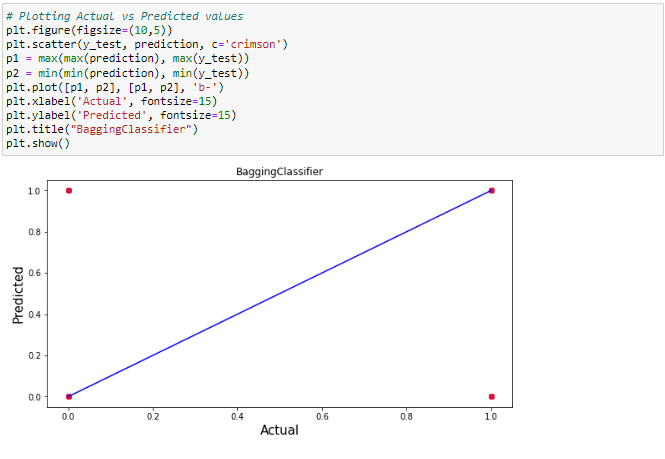 # Plotting Actual vs Predicted values
plt.figure(figsize=(10,5))
plt.scatter(y_test, prediction, c='crimson')
p1 = max(max(prediction), max(y_test))
p2 = min(min(prediction), min(y_test))
plt.plot([p1, p2], [p1, p2], 'b-')
plt.xlabel('Actual', fontsize=15)
plt.ylabel('Predicted', fontsize=15)
plt.title("BaggingClassifier")
plt.show()
BaggingClassifier
1.0
0.8
0.6
0.4
0.2
0.0
Predicted
0.0 0.2 0.4 0.6 0.8 1.0
Actual